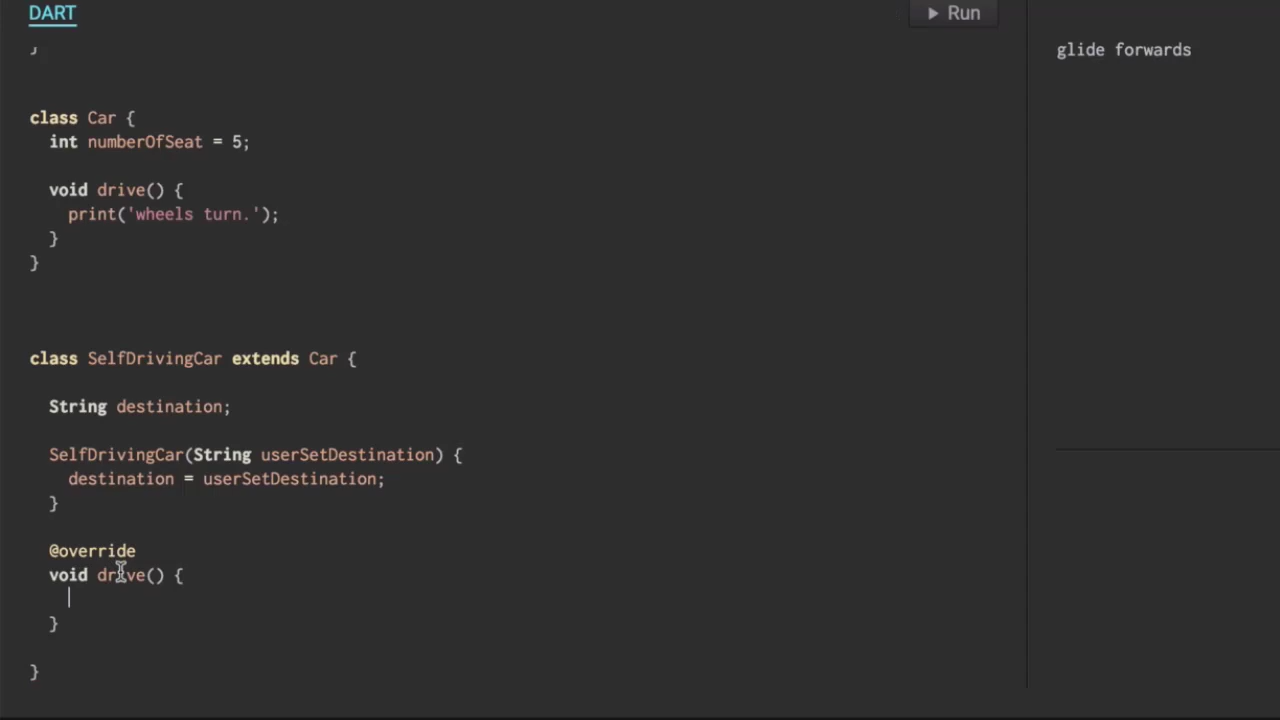 DART
Run
glide forwards
}
class Car {
int numberOfSeat = 5;
void drive() {
print('wheels turn.');
}
}
class SelfDrivingCar extends Car {
String destination;
SelfDrivingCar(String userSetDestination) {
destination = userSetDestination;
}
@override
void drive() {
}
}